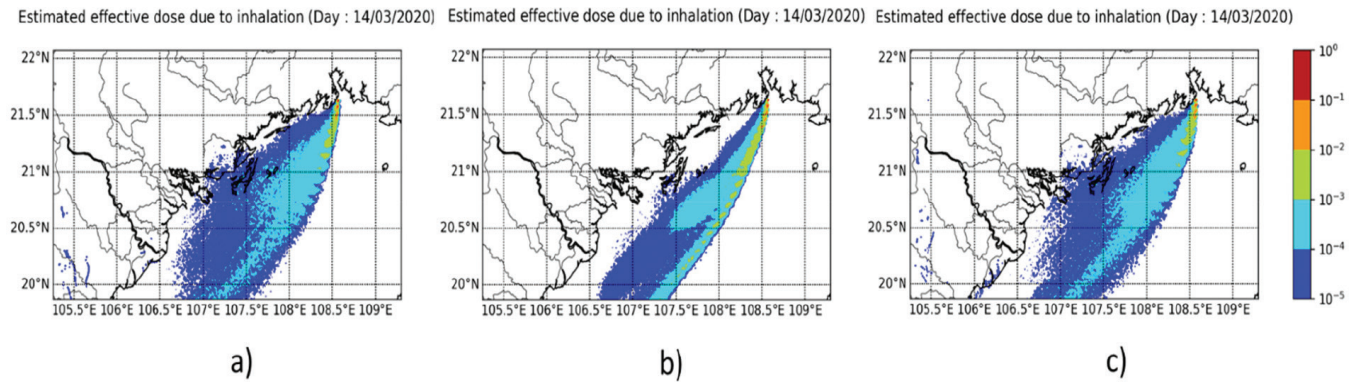 Estimated effective dose due to inhalation (Day : 14/03/2020)
22°N
21.5°N
21°N
20.5°N
20°N
105.5°E 106°E 106.5°E 107°E 107.5°E 108°E 108.5°E 109°E
a)
Estimated effective dose due to inhalation (Day : 14/03/2020)
22°N
21.5°N
21°N
20.5°N
20°N
105.5°E 106°E 106.5°E 107°E 107.5°E 108°E 108.5°E 109°E
b)
Estimated effective dose due to inhalation (Day : 14/03/2020)
22°N
21.5°N
21°N
20.5°N
20°N
105.5°E 106°E 106.5°E 107°E 107.5°E 108°E 108.5°E 109°E
c)
10⁰
10⁻¹
10⁻²
10⁻³
10⁻⁴
10⁻⁵